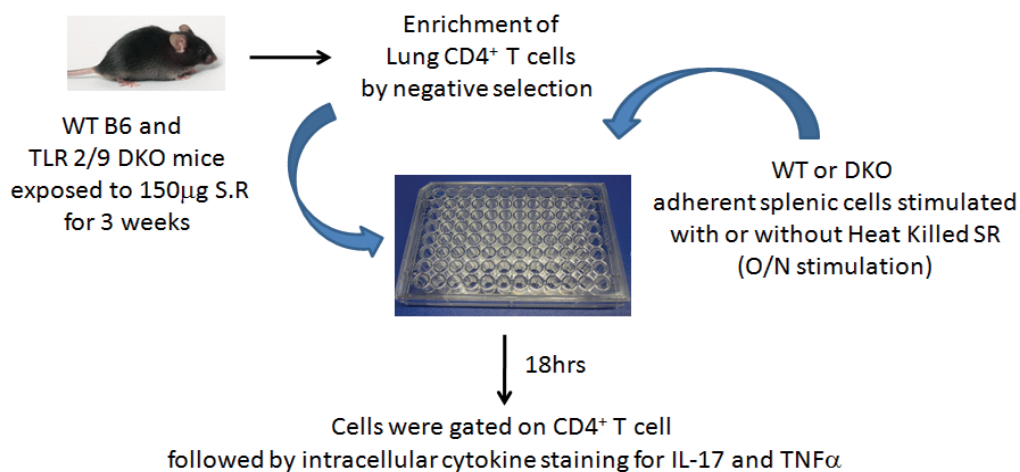 Enrichment of
Lung CD4⁺ T cells
by negative selection
WT B6 and
TLR 2/9 DKO mice
exposed to 150μg S.R
for 3 weeks
WT or DKO
adherent splenic cells stimulated
with or without Heat Killed SR
(O/N stimulation)
18hrs
Cells were gated on CD4⁺ T cell
followed by intracellular cytokine staining for IL-17 and TNFα